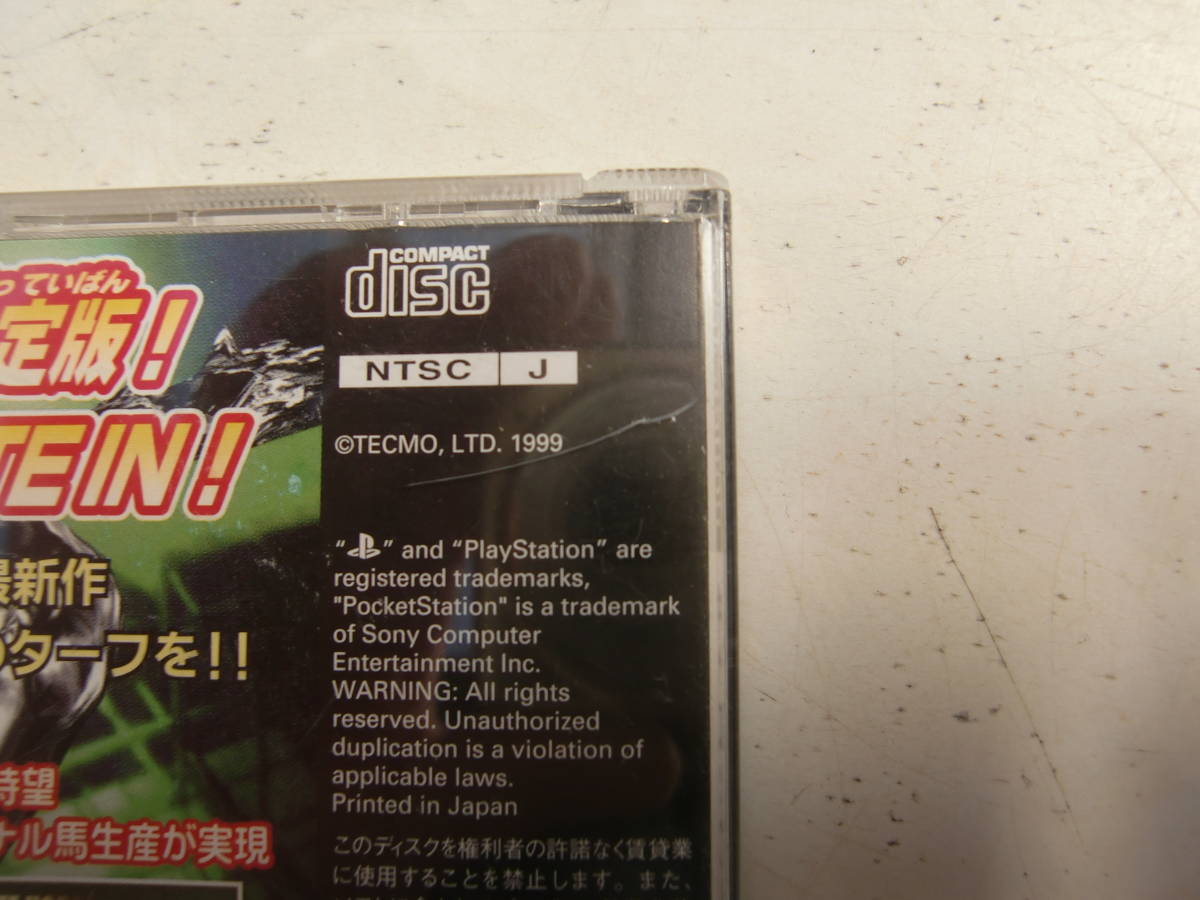 っていばん
定版！
TE IN！
最新作
のターフを！！
待望
ナル馬生産が実現
COMPACT
disc
NTSC J
©TECMO, LTD. 1999
“ ” and “PlayStation” are
registered trademarks,
"PocketStation" is a trademark
of Sony Computer
Entertainment Inc.
WARNING: All rights
reserved. Unauthorized
duplication is a violation of
applicable laws.
Printed in Japan
このディスクを権利者の許諾なく賃貸業
に使用することを禁止します。また、